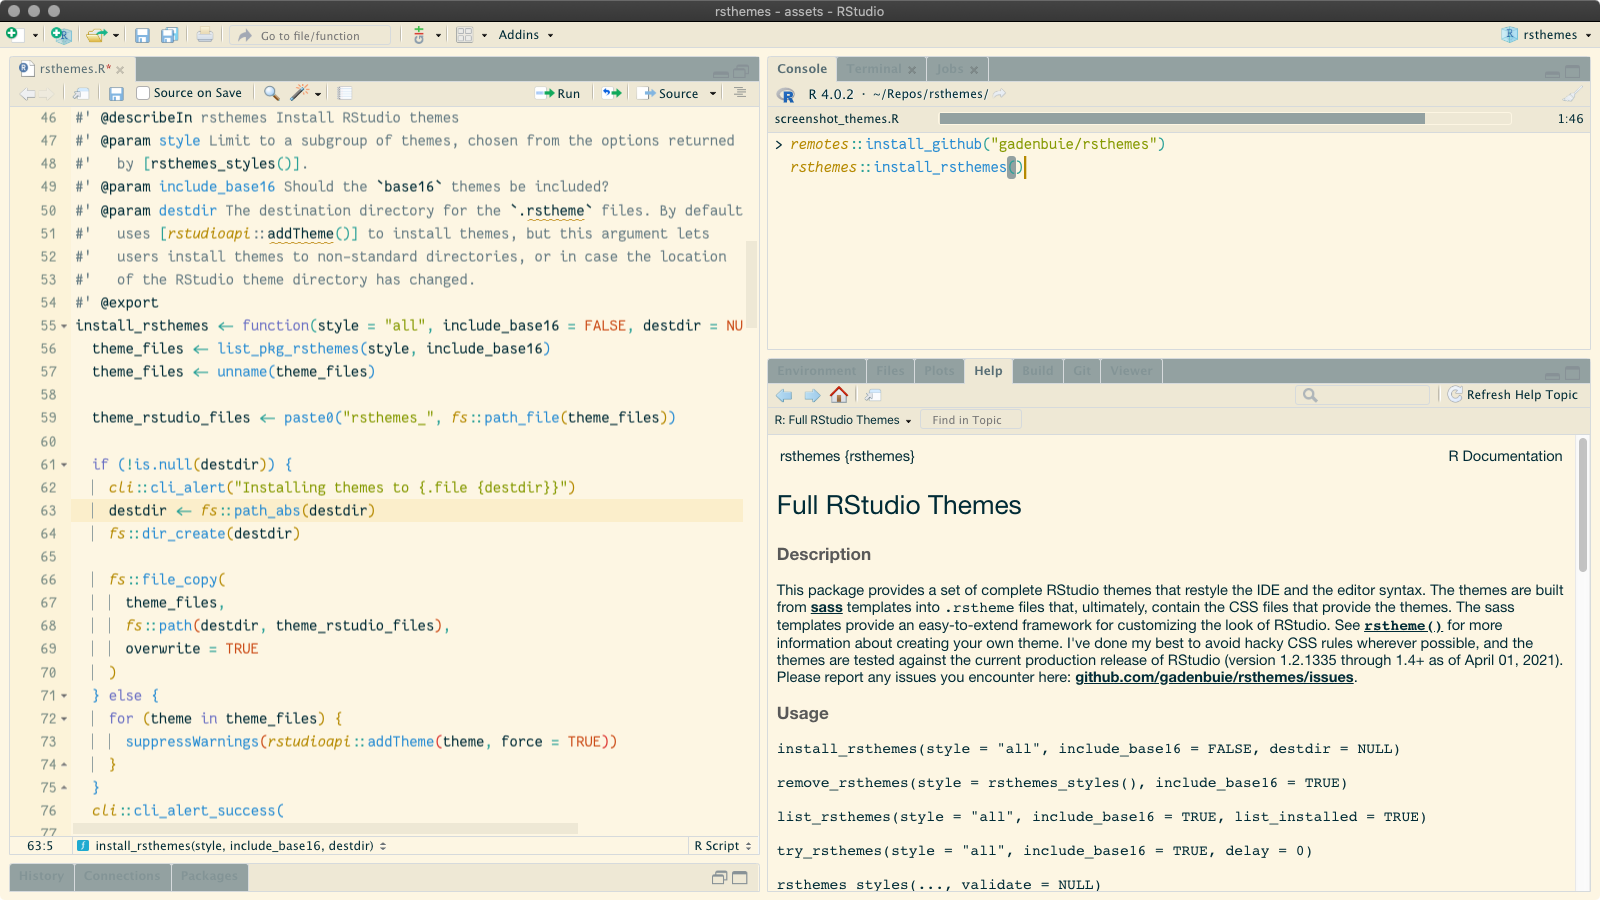 rsthemes - assets - RStudio
Go to file/function
Addins
rsthemes
rsthemes.R*
Source on Save
Run
Source
46 #' @describeIn rsthemes Install RStudio themes
47 #' @param style Limit to a subgroup of themes, chosen from the options returned
48 #'   by [rsthemes_styles()].
49 #' @param include_base16 Should the `base16` themes be included?
50 #' @param destdir The destination directory for the `.rstheme` files. By default
51 #'   uses [rstudioapi::addTheme()] to install themes, but this argument lets
52 #'   users install themes to non-standard directories, or in case the location
53 #'   of the RStudio theme directory has changed.
54 #' @export
55 install_rsthemes <- function(style = "all", include_base16 = FALSE, destdir = NU
56   theme_files <- list_pkg_rsthemes(style, include_base16)
57   theme_files <- unname(theme_files)
58
59   theme_rstudio_files <- paste0("rsthemes_", fs::path_file(theme_files))
60
61   if (!is.null(destdir)) {
62     cli::cli_alert("Installing themes to {.file {destdir}}")
63     destdir <- fs::path_abs(destdir)
64     fs::dir_create(destdir)
65
66     fs::file_copy(
67       theme_files,
68       fs::path(destdir, theme_rstudio_files),
69       overwrite = TRUE
70     )
71   } else {
72     for (theme in theme_files) {
73       suppressWarnings(rstudioapi::addTheme(theme, force = TRUE))
74     }
75   }
76   cli::cli_alert_success(
77
63:5 install_rsthemes(style, include_base16, destdir) R Script
History Connections Packages
Console Terminal Jobs
R 4.0.2 · ~/Repos/rsthemes/
screenshot_themes.R 1:46
> remotes::install_github("gadenbuie/rsthemes")
rsthemes::install_rsthemes()
Environment Files Plots Help Build Git Viewer
Refresh Help Topic
R: Full RStudio Themes Find in Topic
rsthemes {rsthemes} R Documentation
Full RStudio Themes
Description
This package provides a set of complete RStudio themes that restyle the IDE and the editor syntax. The themes are built
from sass templates into .rstheme files that, ultimately, contain the CSS files that provide the themes. The sass
templates provide an easy-to-extend framework for customizing the look of RStudio. See rstheme() for more
information about creating your own theme. I've done my best to avoid hacky CSS rules wherever possible, and the
themes are tested against the current production release of RStudio (version 1.2.1335 through 1.4+ as of April 01, 2021).
Please report any issues you encounter here: github.com/gadenbuie/rsthemes/issues.
Usage
install_rsthemes(style = "all", include_base16 = FALSE, destdir = NULL)
remove_rsthemes(style = rsthemes_styles(), include_base16 = TRUE)
list_rsthemes(style = "all", include_base16 = TRUE, list_installed = TRUE)
try_rsthemes(style = "all", include_base16 = TRUE, delay = 0)
rsthemes_styles(..., validate = NULL)